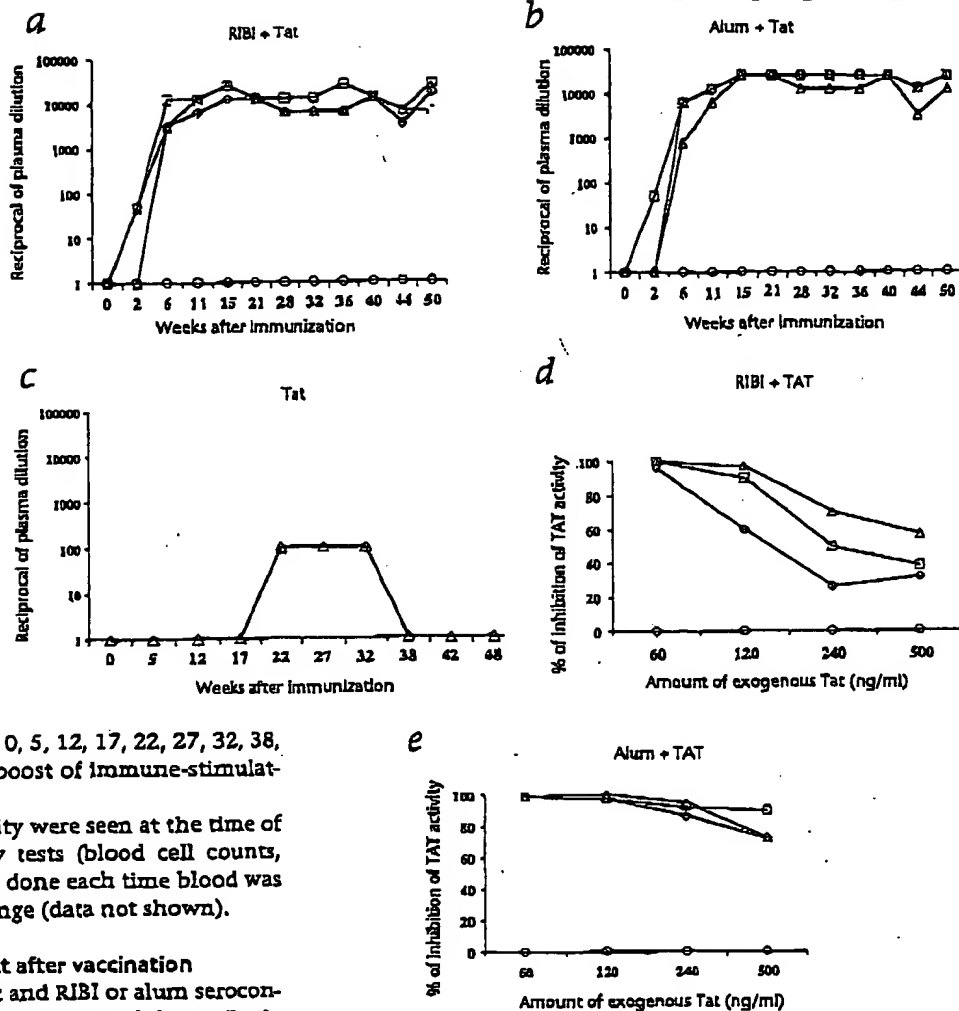 a
RIBI + Tat
Reciprocal of plasma dilution
100000
10000
1000
100
10
1
0 2 6 11 15 21 28 32 36 40 44 50
Weeks after immunization
b
Alum + Tat
Reciprocal of plasma dilution
100000
10000
1000
100
10
1
0 2 6 11 15 21 28 32 36 40 44 50
Weeks after immunization
c
Tat
Reciprocal of plasma dilution
100000
10000
1000
100
10
1
0 5 12 17 22 27 32 38 42 48
Weeks after immunization
d
RIBI + TAT
% of Inhibition of TAT activity
100
80
60
40
20
0
60 120 240 500
Amount of exogenous Tat (ng/ml)
0, 5, 12, 17, 22, 27, 32, 38,
boost of immune-stimulat-
ity were seen at the time of
y tests (blood cell counts,
done each time blood was
nge (data not shown).
t after vaccination
and RIBI or alum serocon-
e
Alum + TAT
% of Inhibition of TAT activity
100
80
60
40
20
0
60 120 240 500
Amount of exogenous Tat (ng/ml)